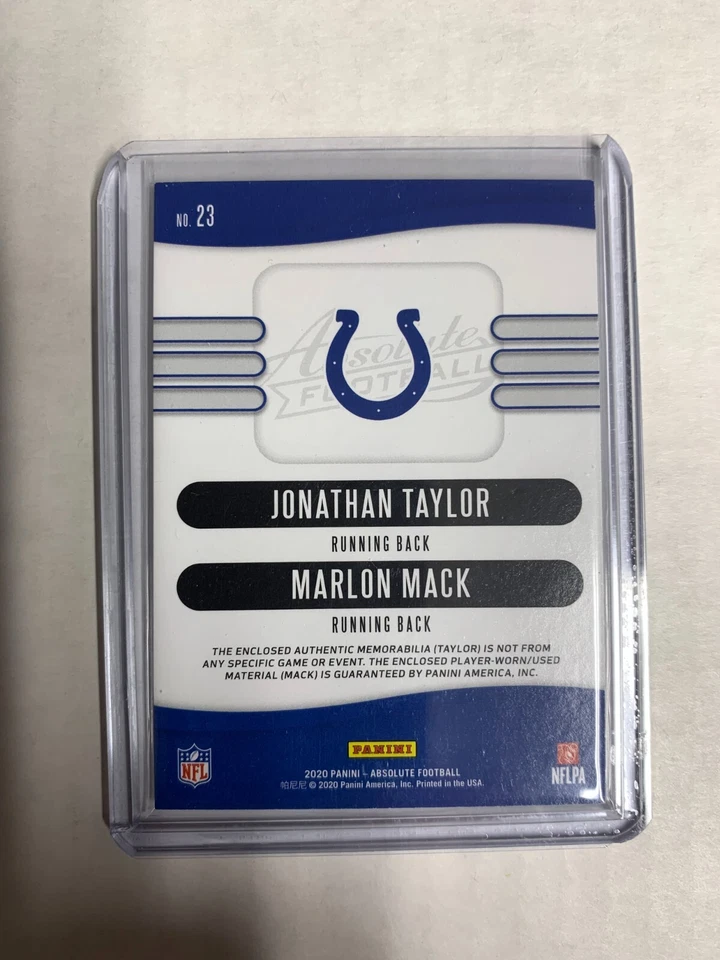 NO. 23
Absolute
FOOTBALL
JONATHAN TAYLOR
RUNNING BACK
MARLON MACK
RUNNING BACK
THE ENCLOSED AUTHENTIC MEMORABILIA (TAYLOR) IS NOT FROM
ANY SPECIFIC GAME OR EVENT. THE ENCLOSED PLAYER-WORN/USED
MATERIAL (MACK) IS GUARANTEED BY PANINI AMERICA, INC.
PANINI
NFL
2020 PANINI – ABSOLUTE FOOTBALL
NFLPA
帕尼尼 © 2020 Panini America, Inc. Printed in the USA.